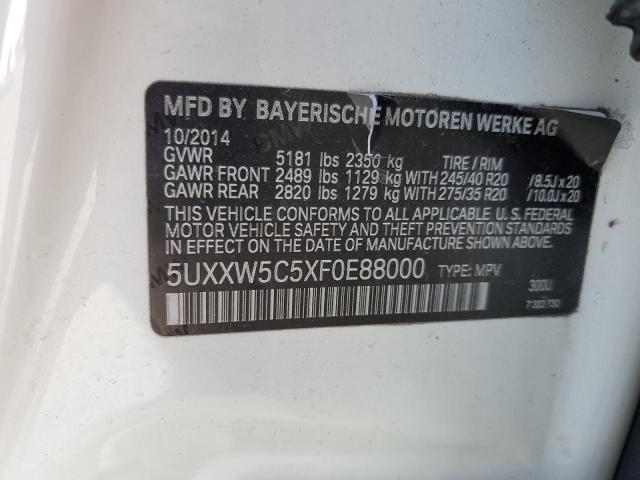 MFD BY BAYERISCHE MOTOREN WERKE AG
10/2014
GVWR 5181 lbs 2350 kg TIRE / RIM
GAWR FRONT 2489 lbs 1129 kg WITH 245/40 R20 /8.5J x 20
GAWR REAR 2820 lbs 1279 kg WITH 275/35 R20 /10.0J x 20
THIS VEHICLE CONFORMS TO ALL APPLICABLE U. S. FEDERAL
MOTOR VEHICLE SAFETY AND THEFT PREVENTION STANDARDS
IN EFFECT ON THE DATE OF MANUFACTURE SHOWN ABOVE.
5UXXW5C5XF0E88000 TYPE: MPV 300U